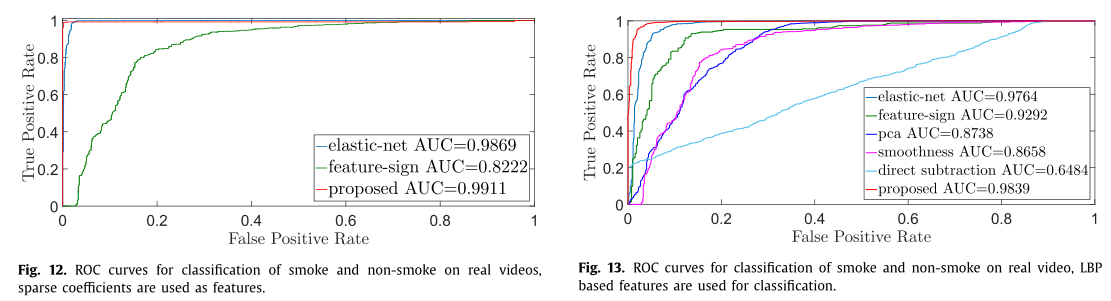 True Positive Rate
1
0.8
0.6
0.4
0.2
0
0
0.2
0.4
0.6
0.8
1
False Positive Rate
elastic-net AUC=0.9869
feature-sign AUC=0.8222
proposed AUC=0.9911
Fig. 12. ROC curves for classification of smoke and non-smoke on real videos,
sparse coefficients are used as features.
True Positive Rate
1
0.8
0.6
0.4
0.2
0
0
0.2
0.4
0.6
0.8
1
False Positive Rate
elastic-net AUC=0.9764
feature-sign AUC=0.9292
pca AUC=0.8738
smoothness AUC=0.8658
direct subtraction AUC=0.6484
proposed AUC=0.9839
Fig. 13. ROC curves for classification of smoke and non-smoke on real video, LBP
based features are used for classification.